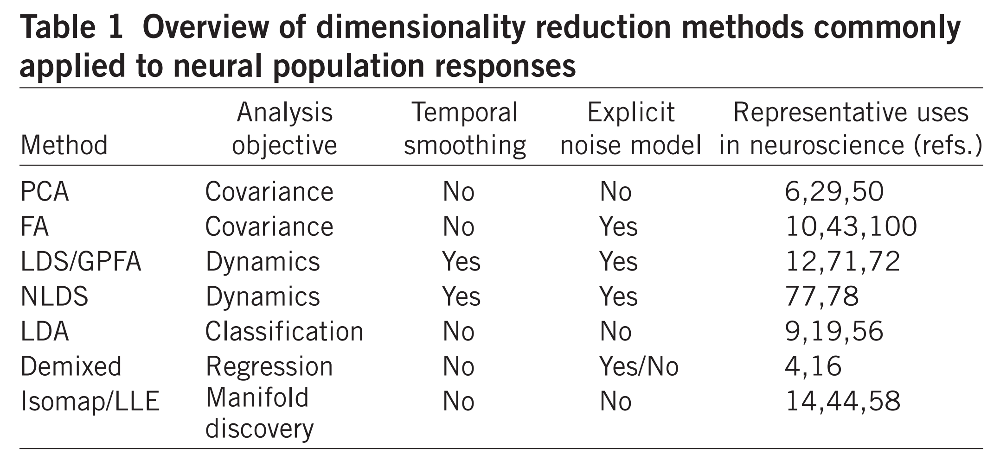 Table 1 Overview of dimensionality reduction methods commonly
applied to neural population responses
Method Analysis objective Temporal smoothing Explicit noise model Representative uses in neuroscience (refs.)
PCA Covariance No No 6,29,50
FA Covariance No Yes 10,43,100
LDS/GPFA Dynamics Yes Yes 12,71,72
NLDS Dynamics Yes Yes 77,78
LDA Classification No No 9,19,56
Demixed Regression No Yes/No 4,16
Isomap/LLE Manifold discovery No No 14,44,58